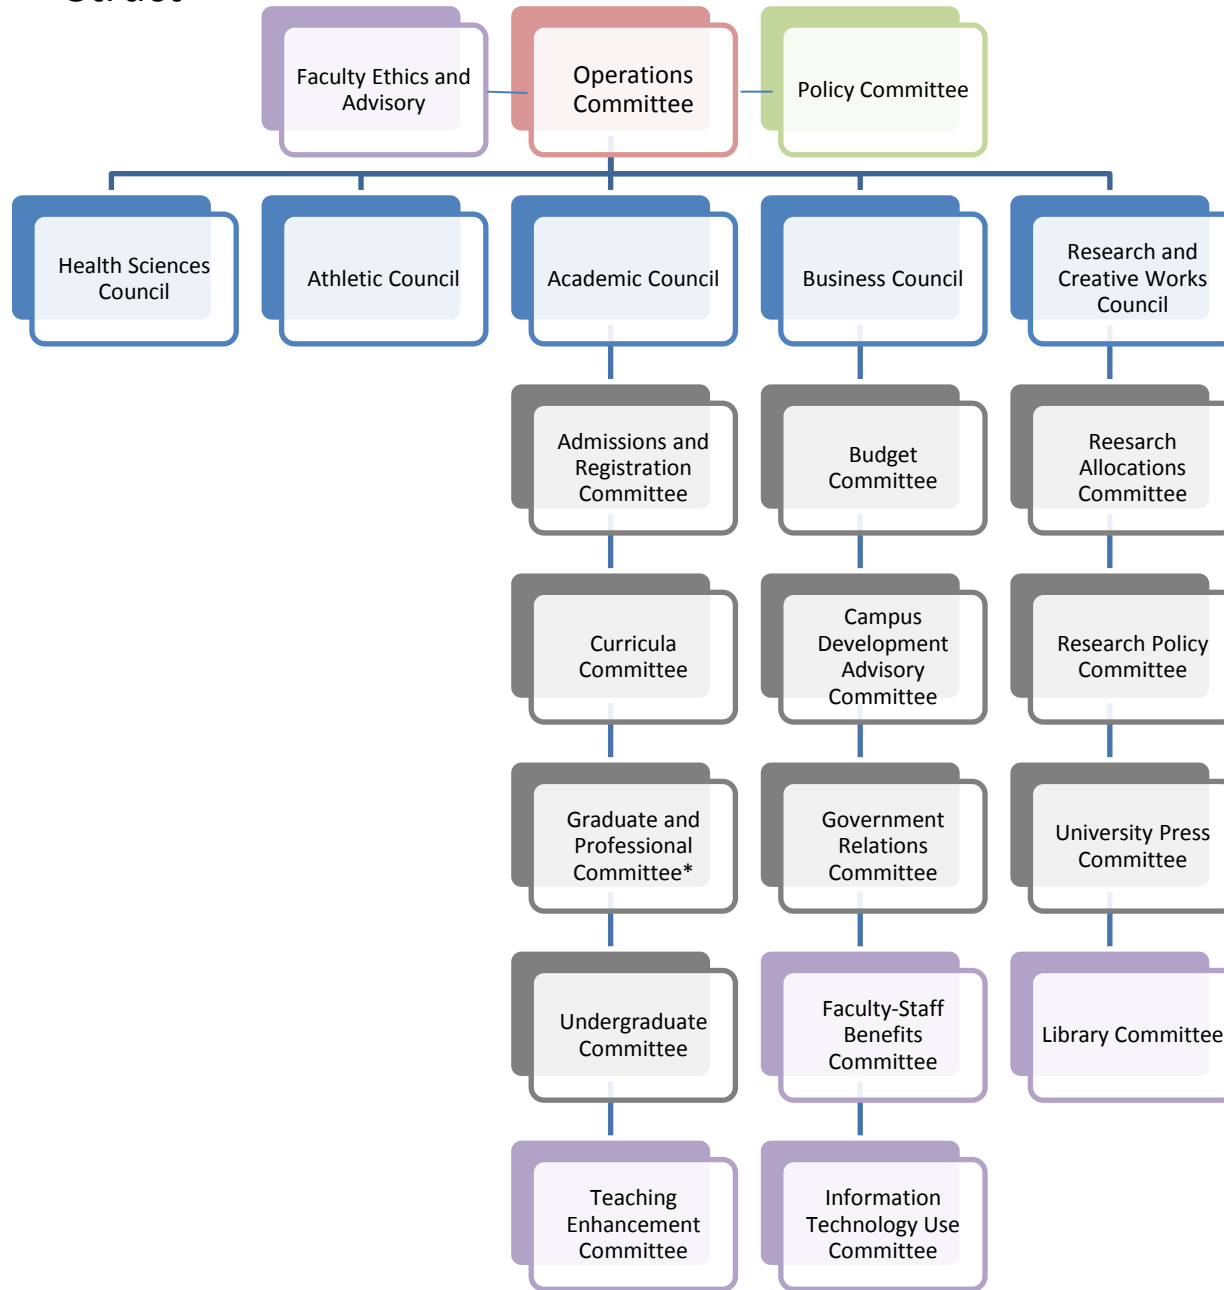 Faculty Ethics and
Advisory
Operations
Committee
Policy Committee
Health Sciences
Council
Athletic Council
Academic Council
Business Council
Research and
Creative Works
Council
Admissions and
Registration
Committee
Budget
Committee
Reesarch
Allocations
Committee
Curricula
Committee
Campus
Development
Advisory
Committee
Research Policy
Committee
Graduate and
Professional
Committee*
Government
Relations
Committee
University Press
Committee
Undergraduate
Committee
Faculty-Staff
Benefits
Committee
Library Committee
Teaching
Enhancement
Committee
Information
Technology Use
Committee